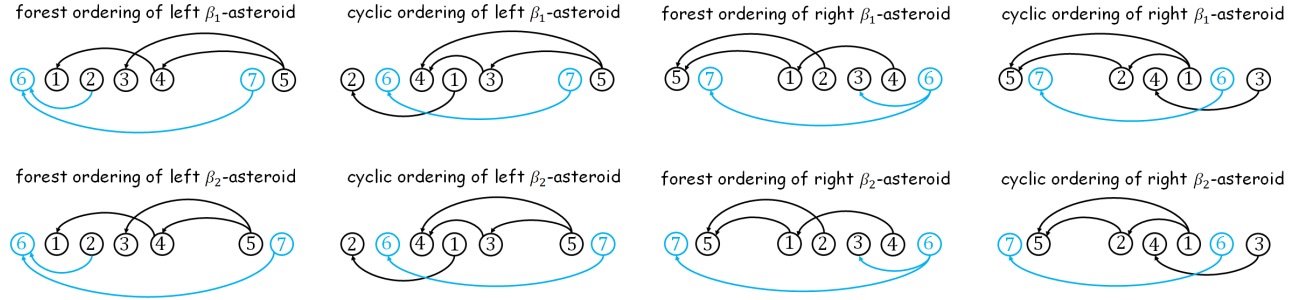 forest ordering of left β₁-asteroid
cyclic ordering of left β₁-asteroid
forest ordering of right β₁-asteroid
cyclic ordering of right β₁-asteroid
6 1 2 3 4 7 5
2 6 4 1 3 7 5
5 7 1 2 3 4 6
5 7 2 4 1 6 3
forest ordering of left β₂-asteroid
cyclic ordering of left β₂-asteroid
forest ordering of right β₂-asteroid
cyclic ordering of right β₂-asteroid
6 1 2 3 4 5 7
2 6 4 1 3 5 7
7 5 1 2 3 4 6
7 5 2 4 1 6 3